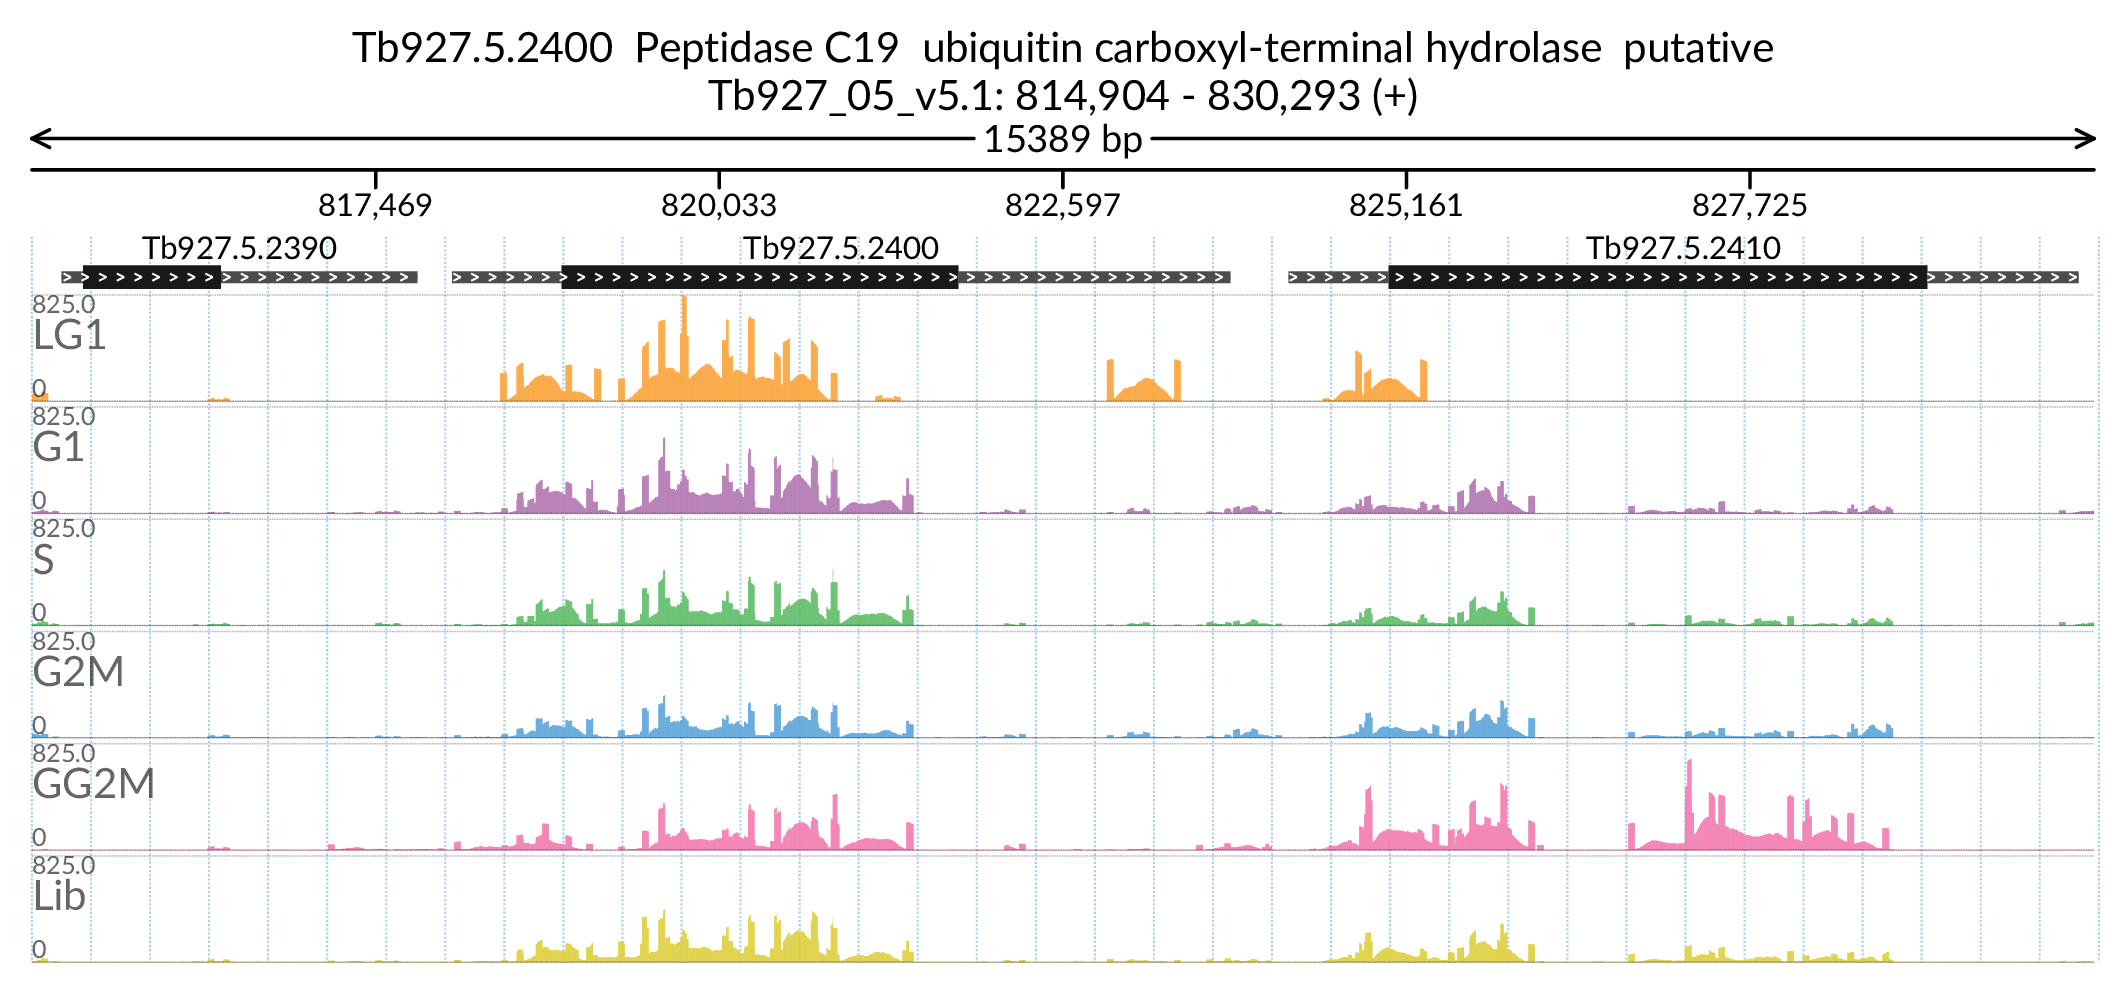 Tb927.5.2400  Peptidase C19  ubiquitin carboxyl-terminal hydrolase  putative
Tb927_05_v5.1: 814,904 - 830,293 (+)
15389 bp
817,469 820,033 822,597 825,161 827,725
Tb927.5.2390 Tb927.5.2400 Tb927.5.2410
825.0
LG1
0
825.0
G1
0
825.0
S
0
825.0
G2M
0
825.0
GG2M
0
825.0
Lib
0